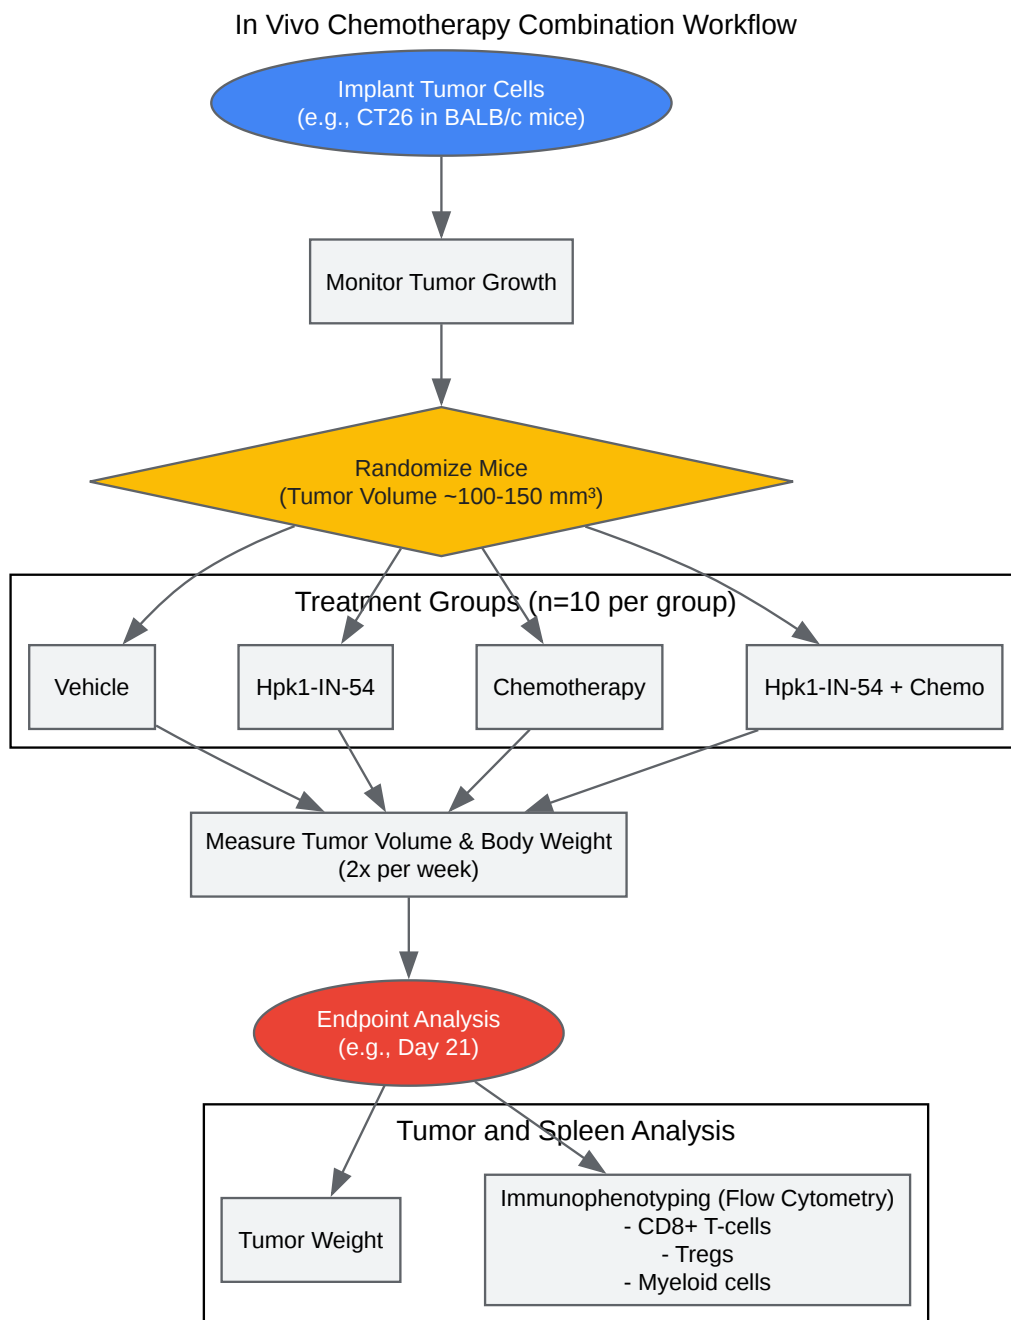 In Vivo Chemotherapy Combination Workflow
Implant Tumor Cells
(e.g., CT26 in BALB/c mice)
Monitor Tumor Growth
Randomize Mice
(Tumor Volume ~100-150 mm³)
Treatment Groups (n=10 per group)
Vehicle
Hpk1-IN-54
Chemotherapy
Hpk1-IN-54 + Chemo
Measure Tumor Volume & Body Weight
(2x per week)
Endpoint Analysis
(e.g., Day 21)
Tumor and Spleen Analysis
Tumor Weight
Immunophenotyping (Flow Cytometry)
- CD8+ T-cells
- Tregs
- Myeloid cells